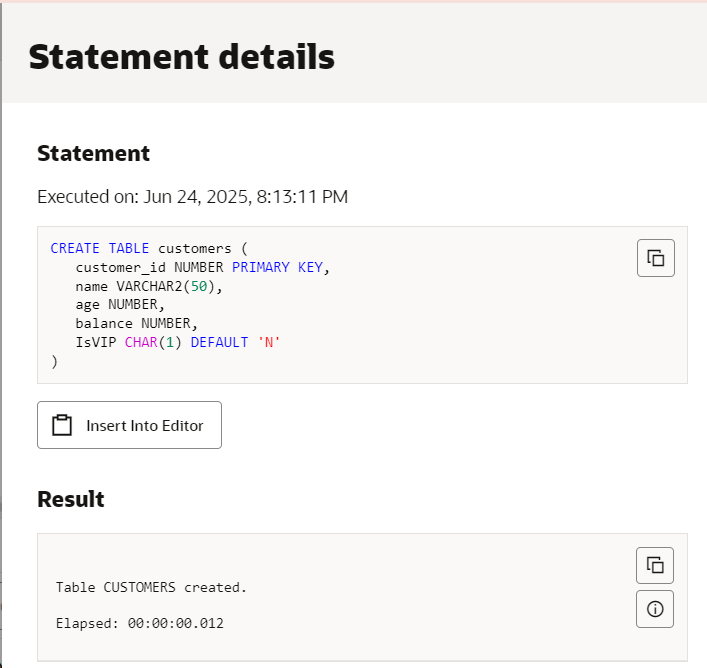 Statement details
Statement
Executed on: Jun 24, 2025, 8:13:11 PM
CREATE TABLE customers (
   customer_id NUMBER PRIMARY KEY,
   name VARCHAR2(50),
   age NUMBER,
   balance NUMBER,
   IsVIP CHAR(1) DEFAULT 'N'
)
Insert Into Editor
Result
Table CUSTOMERS created.
Elapsed: 00:00:00.012